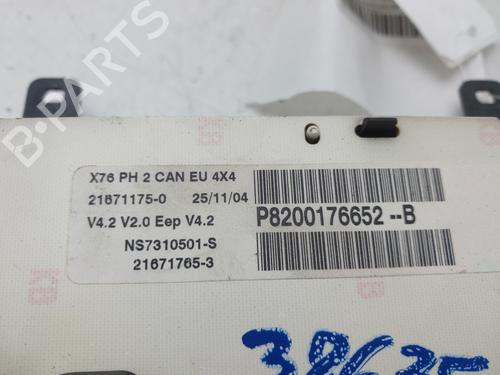 B-PARTS
X76 PH 2 CAN EU 4X4
21671175-0 25/11/04
V4.2 V2.0 Eep V4.2
NS7310501-S
21671765-3
P8200176652--B